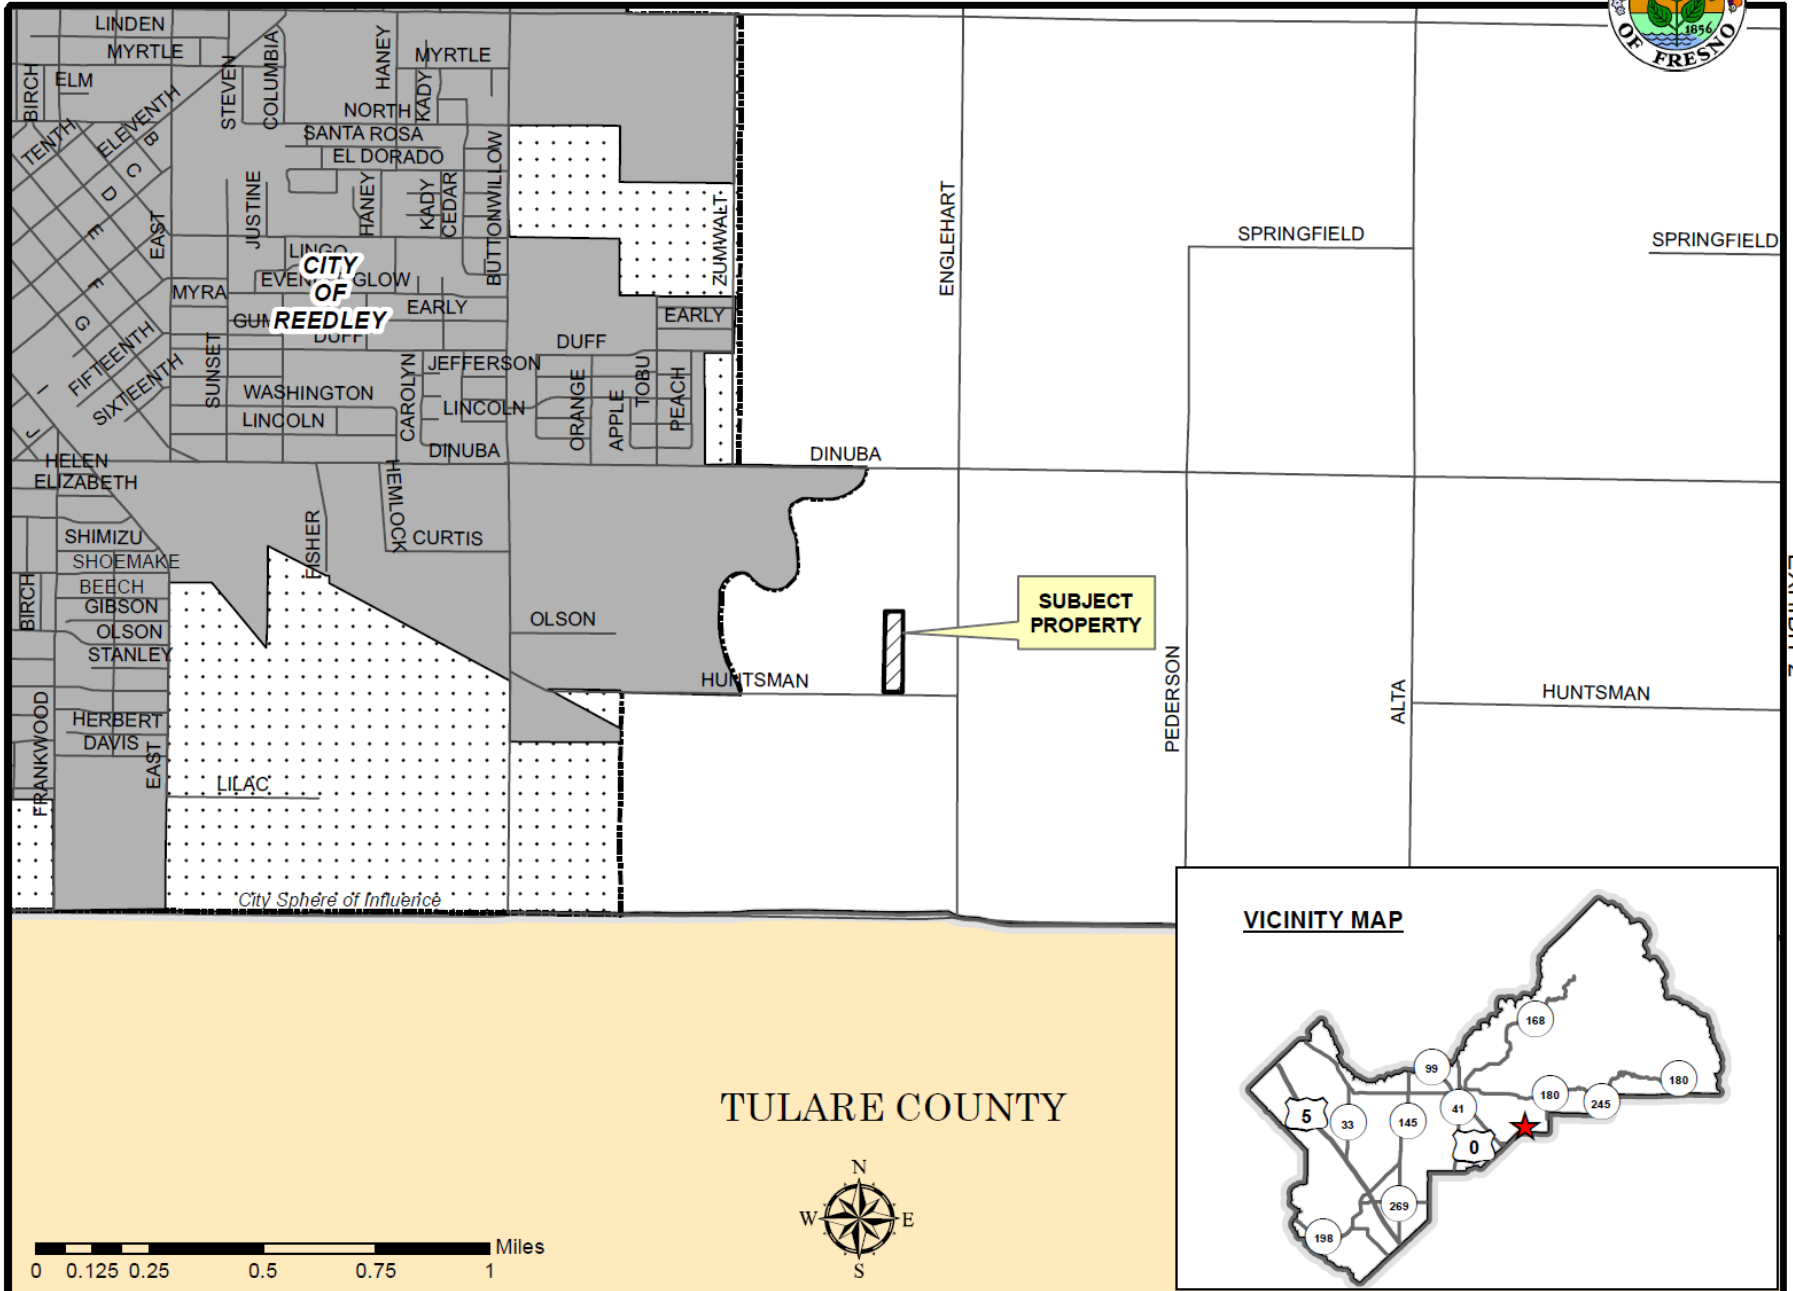 LINDEN
MYRTLE
BIRCH
ELM
STEVEN
COLUMBIA
HANEY
MYRTLE
KADY
NORTH
SANTA ROSA
EL DORADO
TENTH
ELEVENTH
B
C
D
E
F
G
I
J
EAST
JUSTINE
HANEY
KADY
CEDAR
BUTTONWILLOW
ZUMWALT
ENGLEHART
SPRINGFIELD
SPRINGFIELD
1856
OF FRESNO
LINGO
CITY
OF
REEDLEY
GLOW
MYRA
EARLY
EARLY
DUFF
DUFF
FIFTEENTH
SIXTEENTH
SUNSET
WASHINGTON
LINCOLN
CAROLYN
JEFFERSON
LINCOLN
ORANGE
APPLE
TOBU
PEACH
DINUBA
DINUBA
HELEN
ELIZABETH
HEMLOCK
FISHER
CURTIS
SHIMIZU
SHOEMAKE
BEECH
BIRCH
GIBSON
OLSON
STANLEY
OLSON
SUBJECT
PROPERTY
HUNTSMAN
HUNTSMAN
PEDERSON
ALTA
FRANKWOOD
HERBERT
DAVIS
EAST
LILAC
City Sphere of Influence
VICINITY MAP
168
99
180
180
245
41
5
33
145
0
269
198
TULARE COUNTY
N
W
E
S
Miles
0 0.125 0.25 0.5 0.75 1